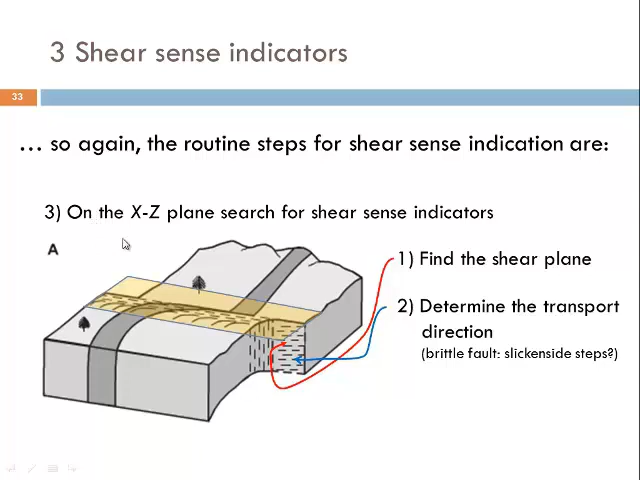 3 Shear sense indicators
33
… so again, the routine steps for shear sense indication are:
3) On the X-Z plane search for shear sense indicators
A
1) Find the shear plane
2) Determine the transport
direction
(brittle fault: slickenside steps?)